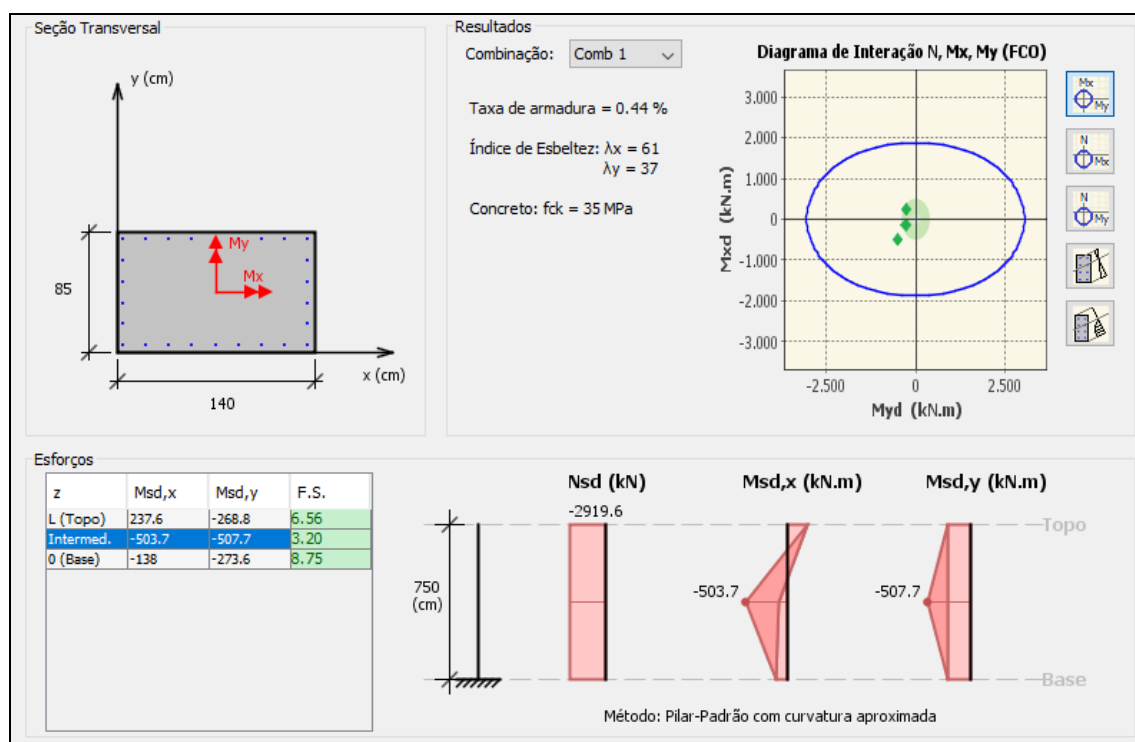 Seção Transversal
y (cm)
My
Mx
85
x (cm)
140
Resultados
Combinação: Comb 1
Taxa de armadura = 0.44 %
Índice de Esbeltez: λx = 61
λy = 37
Concreto: fck = 35 MPa
Diagrama de Interação N, Mx, My (FCO)
3.000
2.000
1.000
0
-1.000
-2.000
-3.000
Mxd (kN.m)
-2.500 0 2.500
Myd (kN.m)
Mx
My
N
Mx
N
My
Esforços
z Msd,x Msd,y F.S.
L (Topo) 237.6 -268.8 6.56
Intermed. -503.7 -507.7 3.20
0 (Base) -138 -273.6 8.75
Nsd (kN) Msd,x (kN.m) Msd,y (kN.m)
-2919.6
Topo
750
(cm)
-503.7
-507.7
Base
Método: Pilar-Padrão com curvatura aproximada